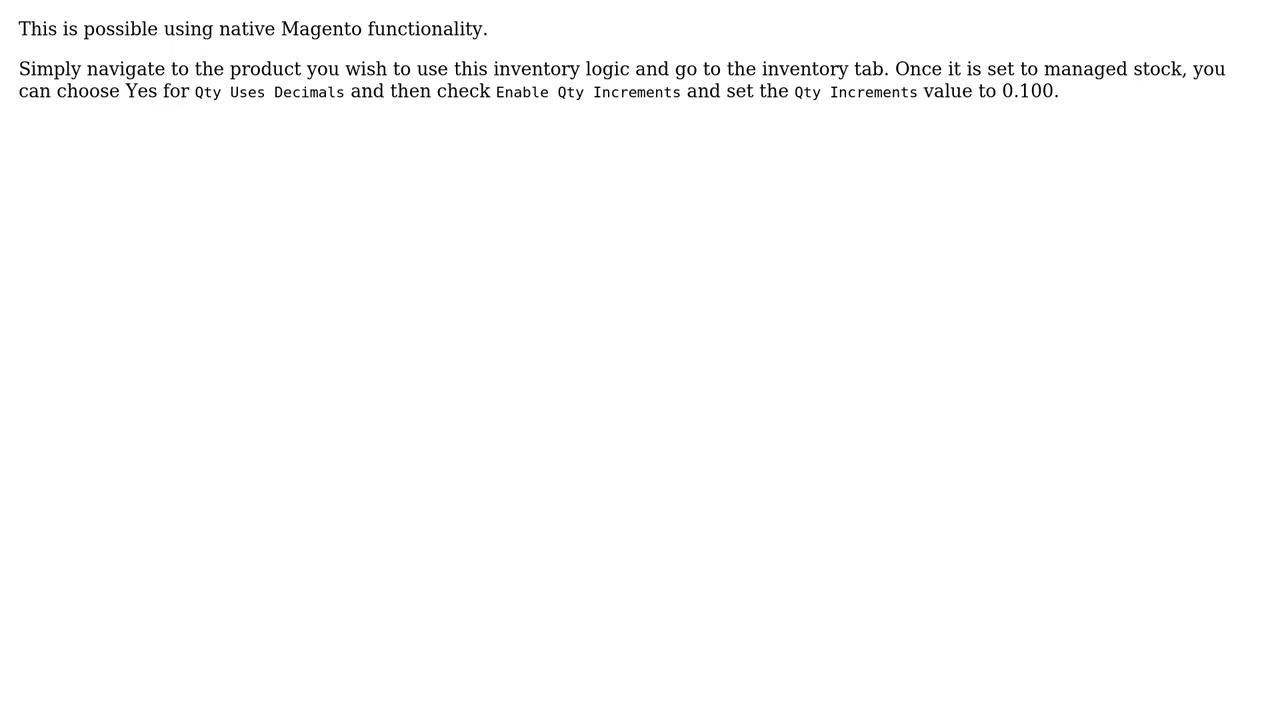 This is possible using native Magento functionality.
Simply navigate to the product you wish to use this inventory logic and go to the inventory tab. Once it is set to managed stock, you
can choose Yes for Qty Uses Decimals and then check Enable Qty Increments and set the Qty Increments value to 0.100.